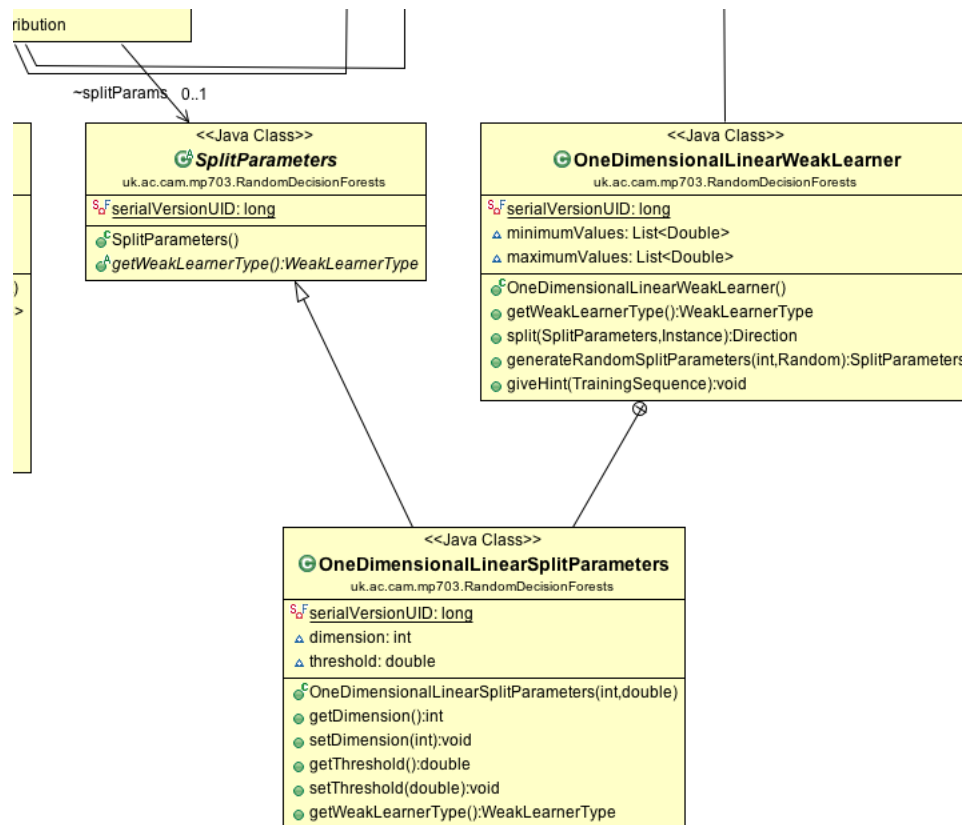 ribution
~splitParams 0..1
<<Java Class>>
SplitParameters
uk.ac.cam.mp703.RandomDecisionForests
serialVersionUID: long
SplitParameters()
getWeakLearnerType():WeakLearnerType
<<Java Class>>
OneDimensionalLinearWeakLearner
uk.ac.cam.mp703.RandomDecisionForests
serialVersionUID: long
minimumValues: List<Double>
maximumValues: List<Double>
OneDimensionalLinearWeakLearner()
getWeakLearnerType():WeakLearnerType
split(SplitParameters,Instance):Direction
generateRandomSplitParameters(int,Random):SplitParameters
giveHint(TrainingSequence):void
)
>
<<Java Class>>
OneDimensionalLinearSplitParameters
uk.ac.cam.mp703.RandomDecisionForests
serialVersionUID: long
dimension: int
threshold: double
OneDimensionalLinearSplitParameters(int,double)
getDimension():int
setDimension(int):void
getThreshold():double
setThreshold(double):void
getWeakLearnerType():WeakLearnerType